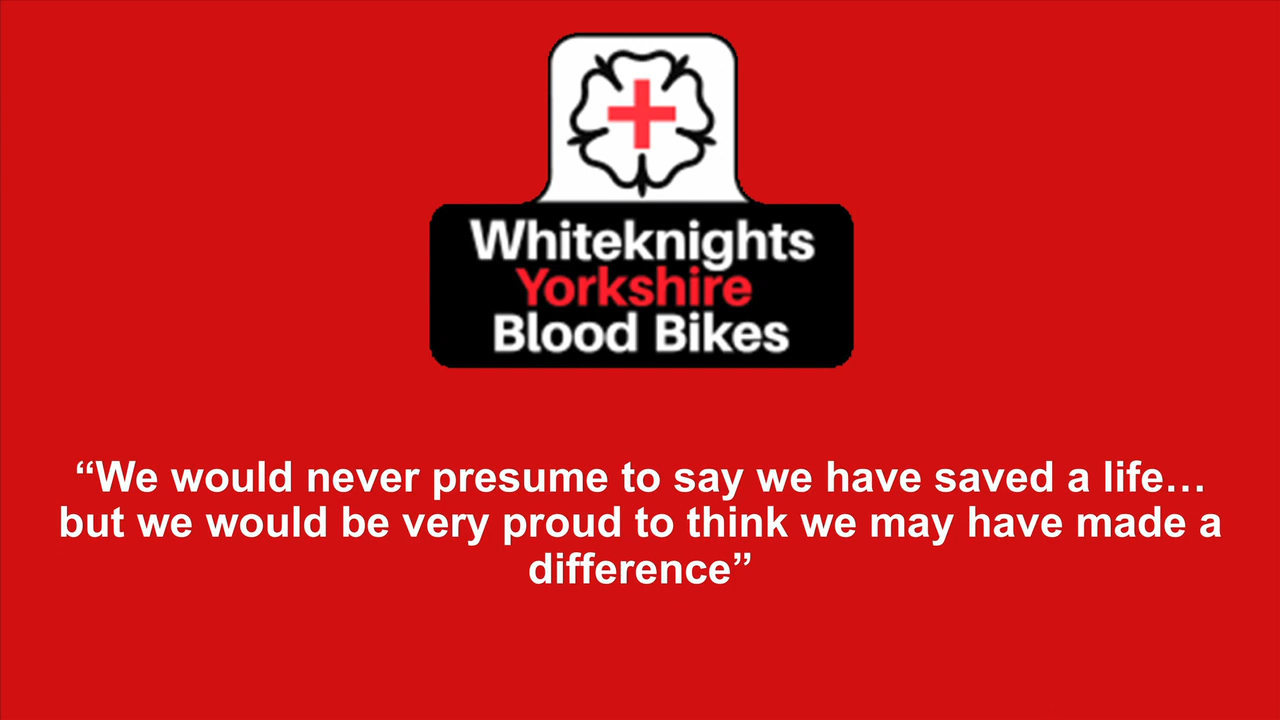 Whiteknights
Yorkshire
Blood Bikes
“We would never presume to say we have saved a life…
but we would be very proud to think we may have made a
difference”